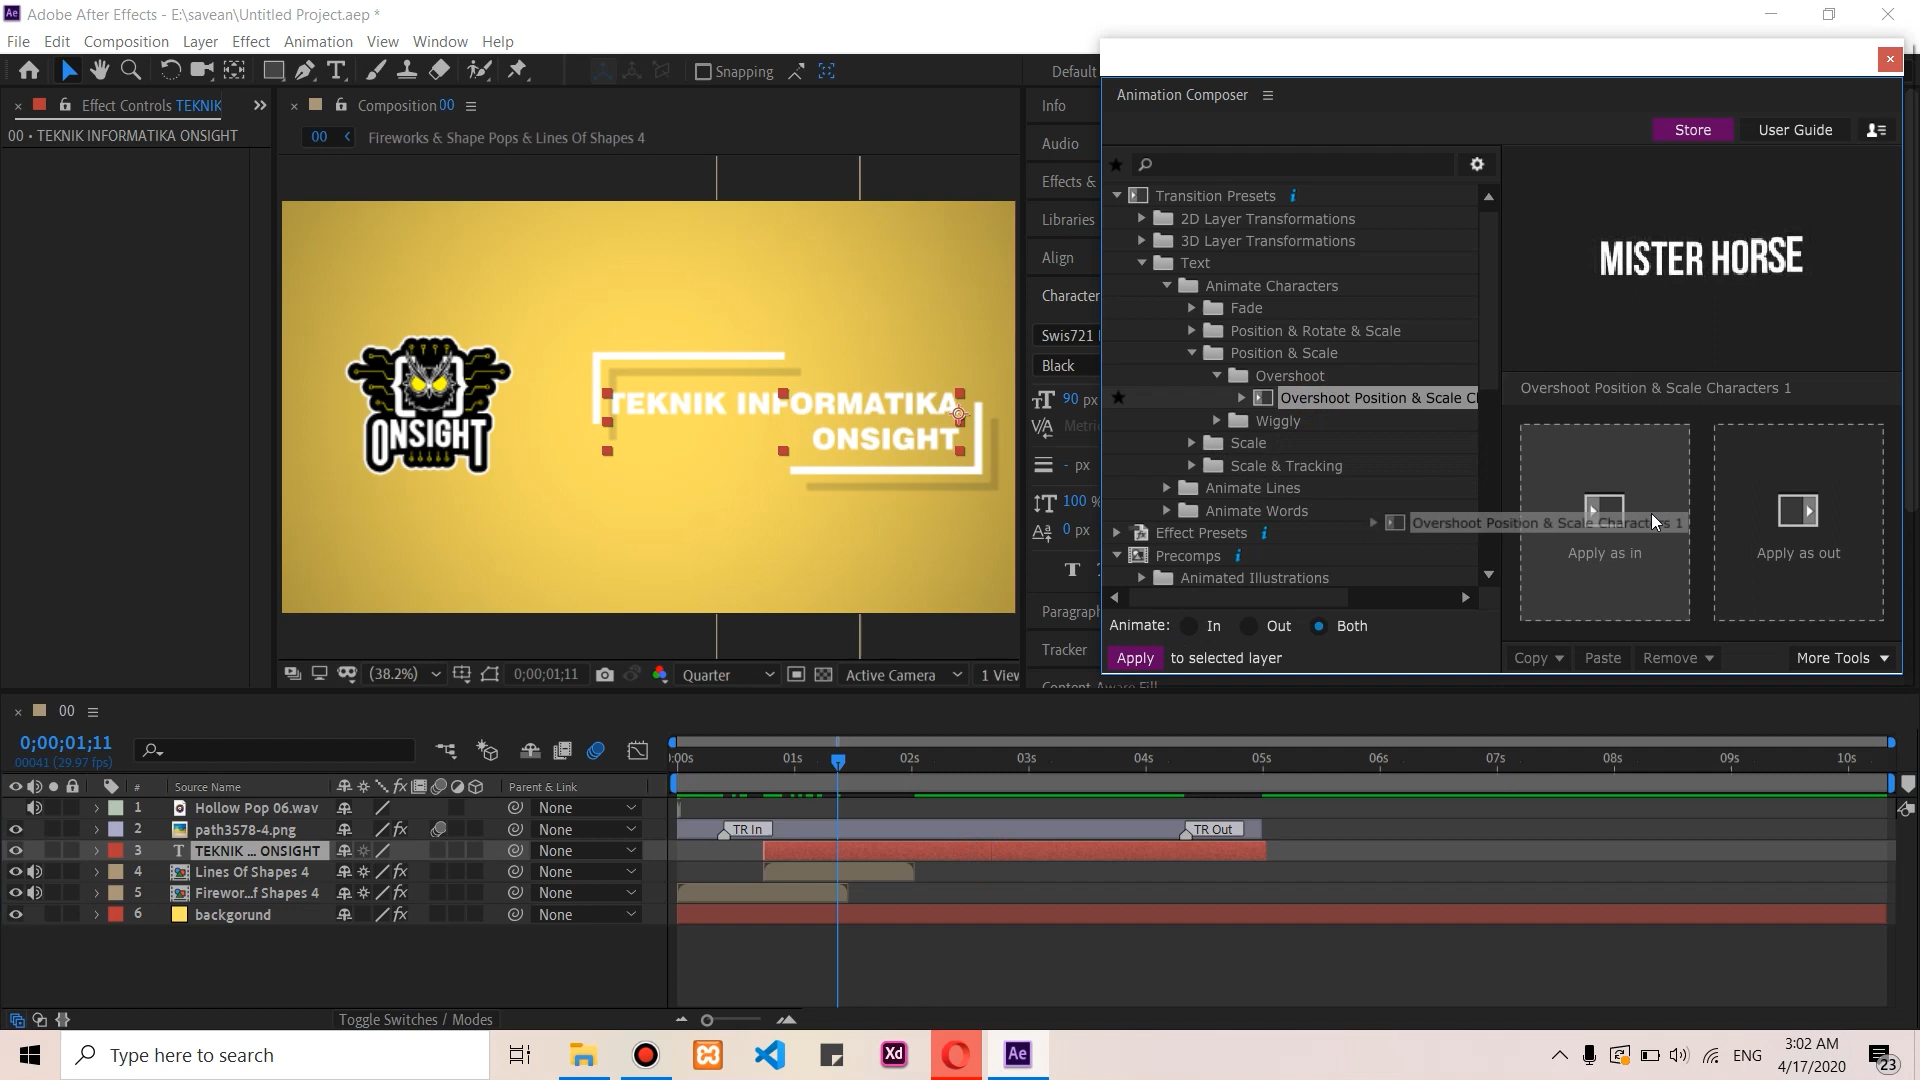 Adobe After Effects - E:\savean\Untitled Project.aep *
File Edit Composition Layer Effect Animation View Window Help
Snapping
Default
Effect Controls TEKNIK
Composition 00
00 • TEKNIK INFORMATIKA ONSIGHT
00
Fireworks & Shape Pops & Lines Of Shapes 4
ONSIGHT
TEKNIK INFORMATIKA
ONSIGHT
(38.2%)
0;00;01;11
Quarter
Active Camera
1 View
Info
Audio
Effects &
Libraries
Align
Character
Swis721
Black
90 px
Metric
- px
100 %
0 px
T
Paragraph
Tracker
Content-Aware Fill
Animation Composer
Store
User Guide
Transition Presets
2D Layer Transformations
3D Layer Transformations
Text
Animate Characters
Fade
Position & Rotate & Scale
Position & Scale
Overshoot
Overshoot Position & Scale C
Wiggly
Scale
Scale & Tracking
Animate Lines
Animate Words
Effect Presets
Precomps
Animated Illustrations
MISTER HORSE
Overshoot Position & Scale Characters 1
Overshoot Position & Scale Characters 1
Apply as in
Apply as out
Animate: In Out Both
Apply to selected layer
Copy
Paste
Remove
More Tools
00
0;00;01;11
00041 (29.97 fps)
:00s 01s 02s 03s 04s 05s 06s 07s 08s 09s 10s
# Source Name
Parent & Link
1 Hollow Pop 06.wav None
2 path3578-4.png None
TR In
TR Out
3 TEKNIK ... ONSIGHT None
4 Lines Of Shapes 4 None
5 Firewor...f Shapes 4 None
6 backgorund None
Toggle Switches / Modes
Type here to search
Xd
Ae
ENG
3:02 AM
4/17/2020
23